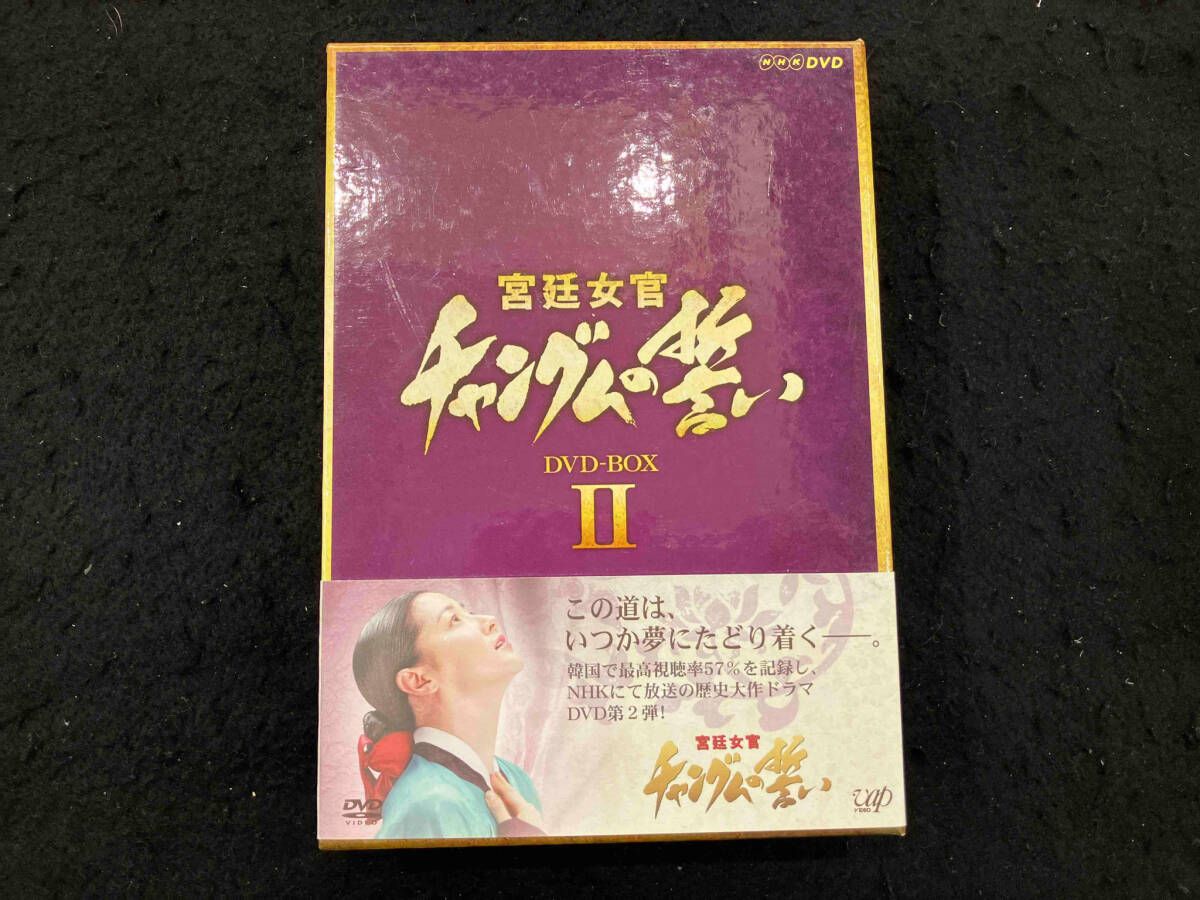 NHK DVD
宮廷女官
チャングムの誓い
DVD-BOX
II
この道は、
いつか夢にたどり着く──。
韓国で最高視聴率57%を記録し、
NHKにて放送の歴史大作ドラマ
DVD第2弾!
宮廷女官
チャングムの誓い
DVD
VIDEO
vap
VIDEO